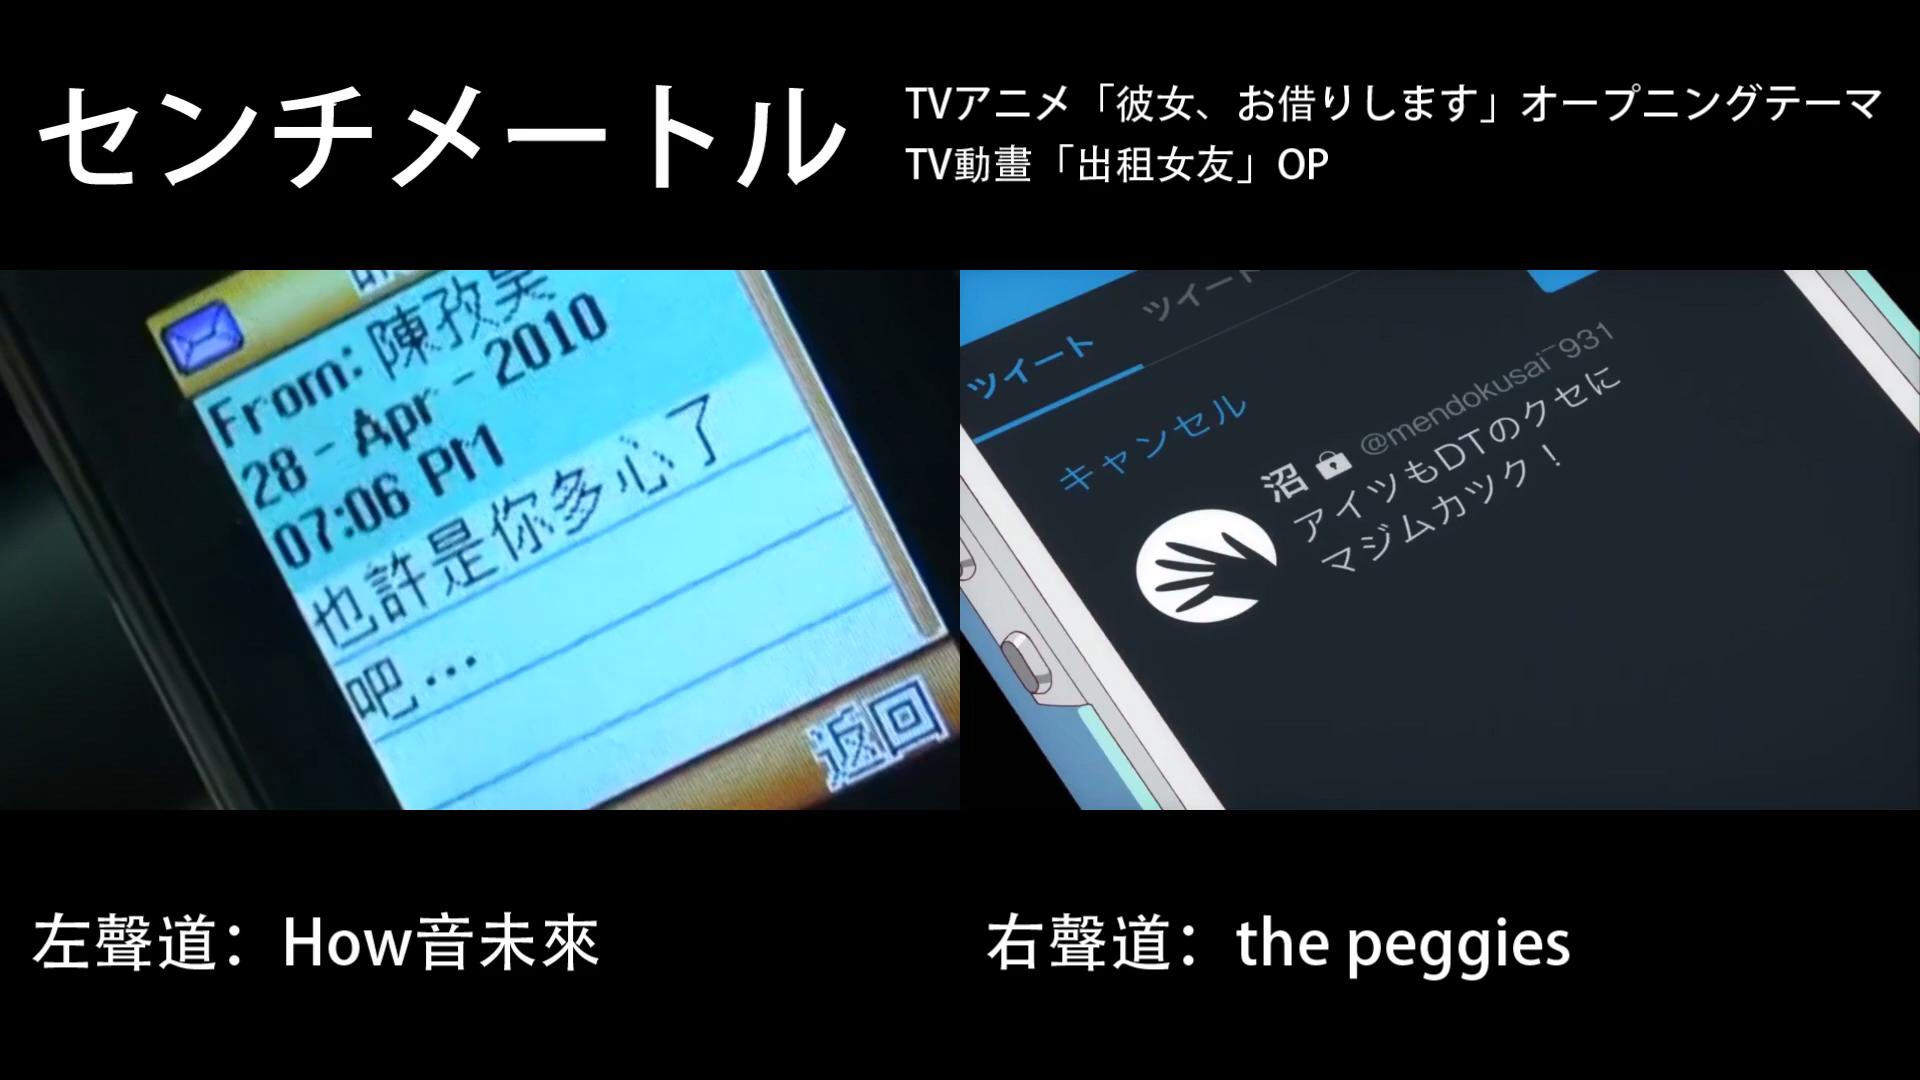 センチメートル
TVアニメ「彼女、お借りします」オープニングテーマ
TV動畫「出租女友」OP
From: 陳孜昊
28-Apr-2010
07:06 PM
也許是你多心了
吧…
返回
ツイート
ツイート
キャンセル
沼 @mendokusai_931
アイツもDTのクセに
マジムカツク！
左聲道：How音未來
右聲道：the peggies